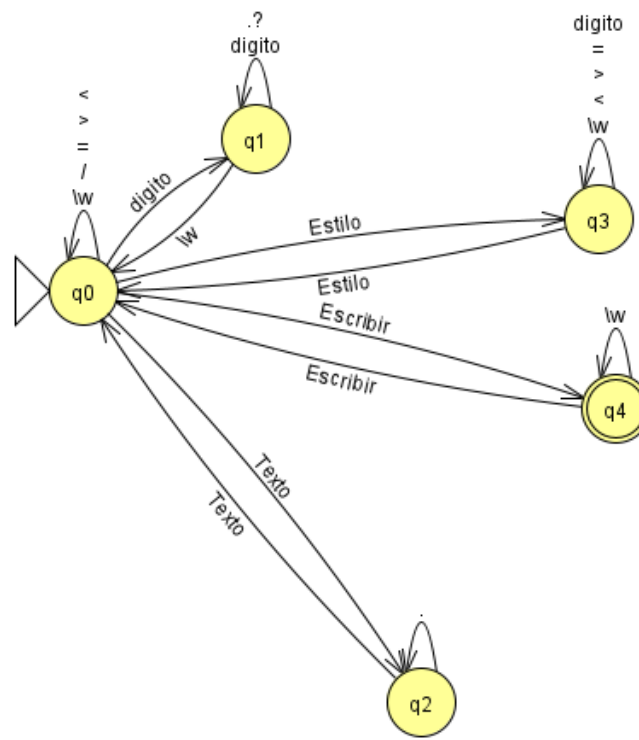 .?
digito
digito
=
>
<
\w
<
>
=
/
\w
q1
digito
\w
q3
Estilo
Estilo
q0
Escribir
Escribir
\w
q4
Texto
Texto
.
q2